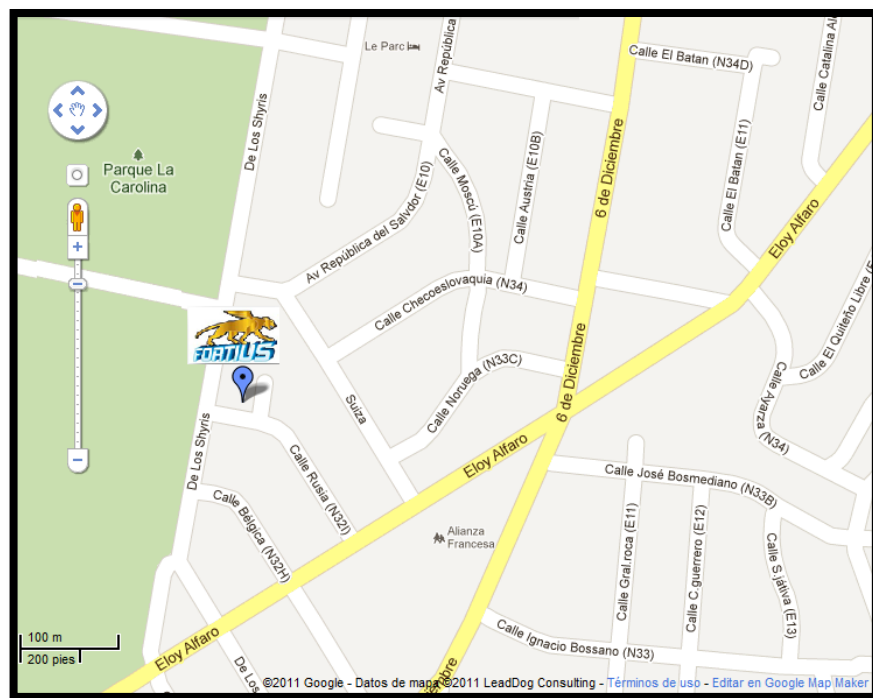 Le Parc
Av República
De Los Shyris
Calle El Batan (N34D)
Calle Catalina Al
Parque La
Carolina
Calle Moscú (E10A)
Calle Austria (E10B)
6 de Diciembre
Calle El Batan (E11)
Eloy Alfaro
Av República del Salvdor (E10)
Calle Checoeslovaquia (N34)
Calle El Quiteño Libre (E
FORTIUS
6 de Diciembre
Calle Noruega (N33C)
Suiza
Calle Ayarza (N34)
De Los Shyris
Eloy Alfaro
Calle Rusia (N32I)
Calle José Bosmediano (N33B)
Calle Bélgica (N32H)
Alianza
Francesa
Calle Gral.roca (E11)
Calle C.guerrero (E12)
Calle S.játiva (E13)
Calle Ignacio Bossano (N33)
100 m
200 pies
Eloy Alfaro
De Los
embre
©2011 Google - Datos de mapa ©2011 LeadDog Consulting - Términos de uso - Editar en Google Map Maker